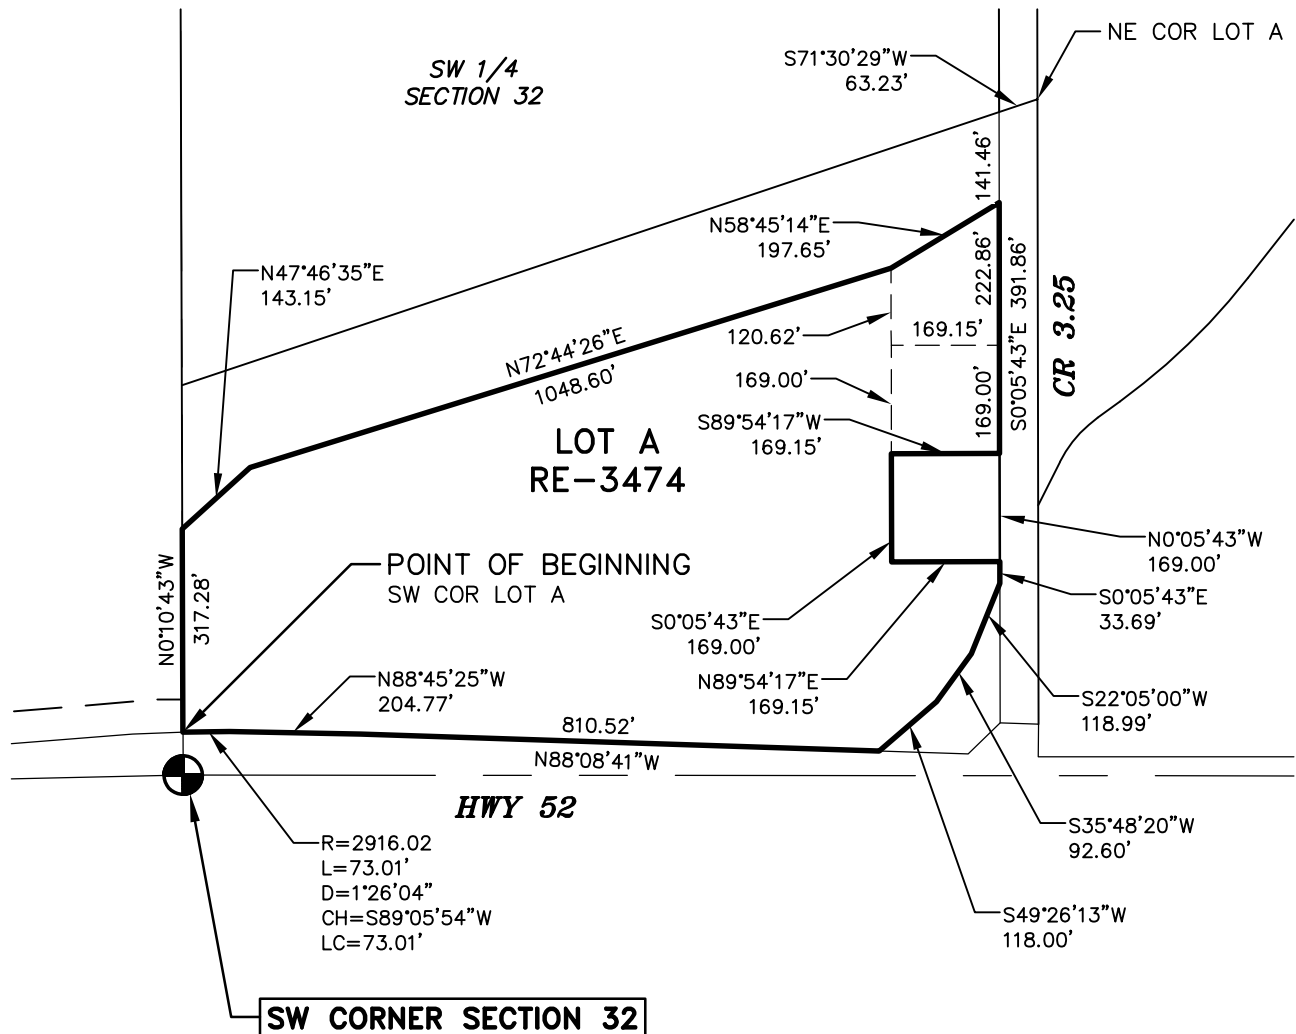 NE COR LOT A
S71°30'29"W
63.23'
SW 1/4
SECTION 32
141.46'
N58°45'14"E
197.65'
N47°46'35"E
143.15'
222.86'
S0°05'43"E 391.86'
CR 3.25
120.62'
169.15'
N72°44'26"E
1048.60'
169.00'
169.00'
S89°54'17"W
169.15'
LOT A
RE-3474
N0°05'43"W
169.00'
POINT OF BEGINNING
SW COR LOT A
N0°10'43"W
317.28'
S0°05'43"E
33.69'
S0°05'43"E
169.00'
N89°54'17"E
169.15'
N88°45'25"W
204.77'
S22°05'00"W
118.99'
810.52'
N88°08'41"W
HWY 52
S35°48'20"W
92.60'
R=2916.02
L=73.01'
D=1°26'04"
CH=S89°05'54"W
LC=73.01'
S49°26'13"W
118.00'
SW CORNER SECTION 32